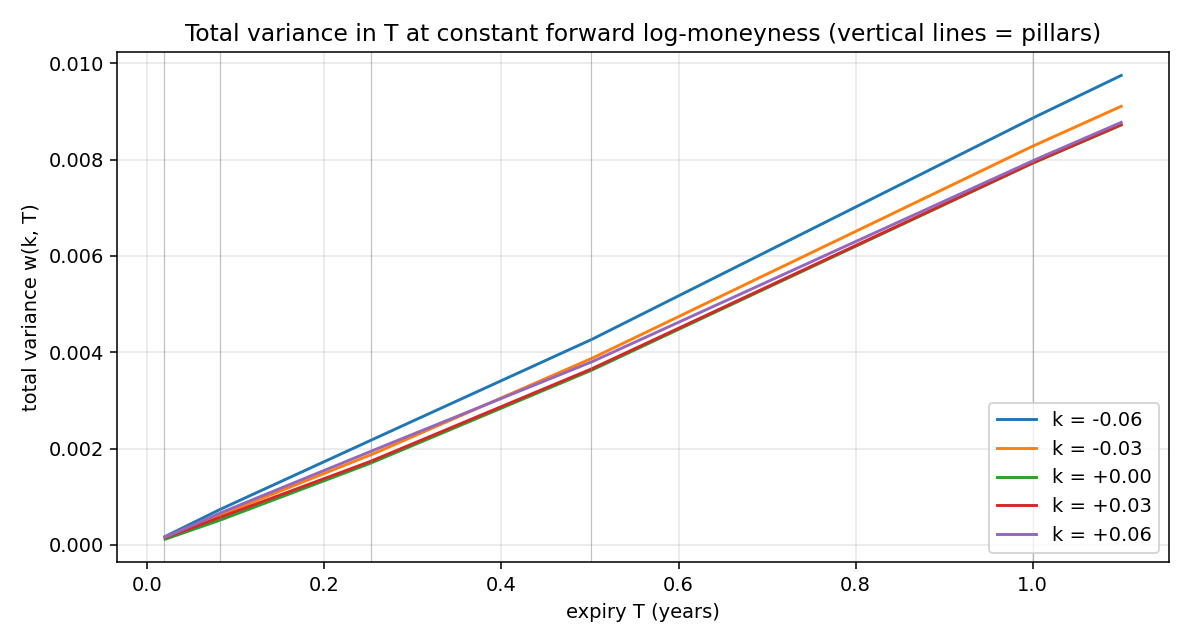 Total variance in T at constant forward log-moneyness (vertical lines = pillars)
total variance w(k, T)
0.010
0.008
0.006
0.004
0.002
0.000
k = -0.06
k = -0.03
k = +0.00
k = +0.03
k = +0.06
0.0 0.2 0.4 0.6 0.8 1.0
expiry T (years)